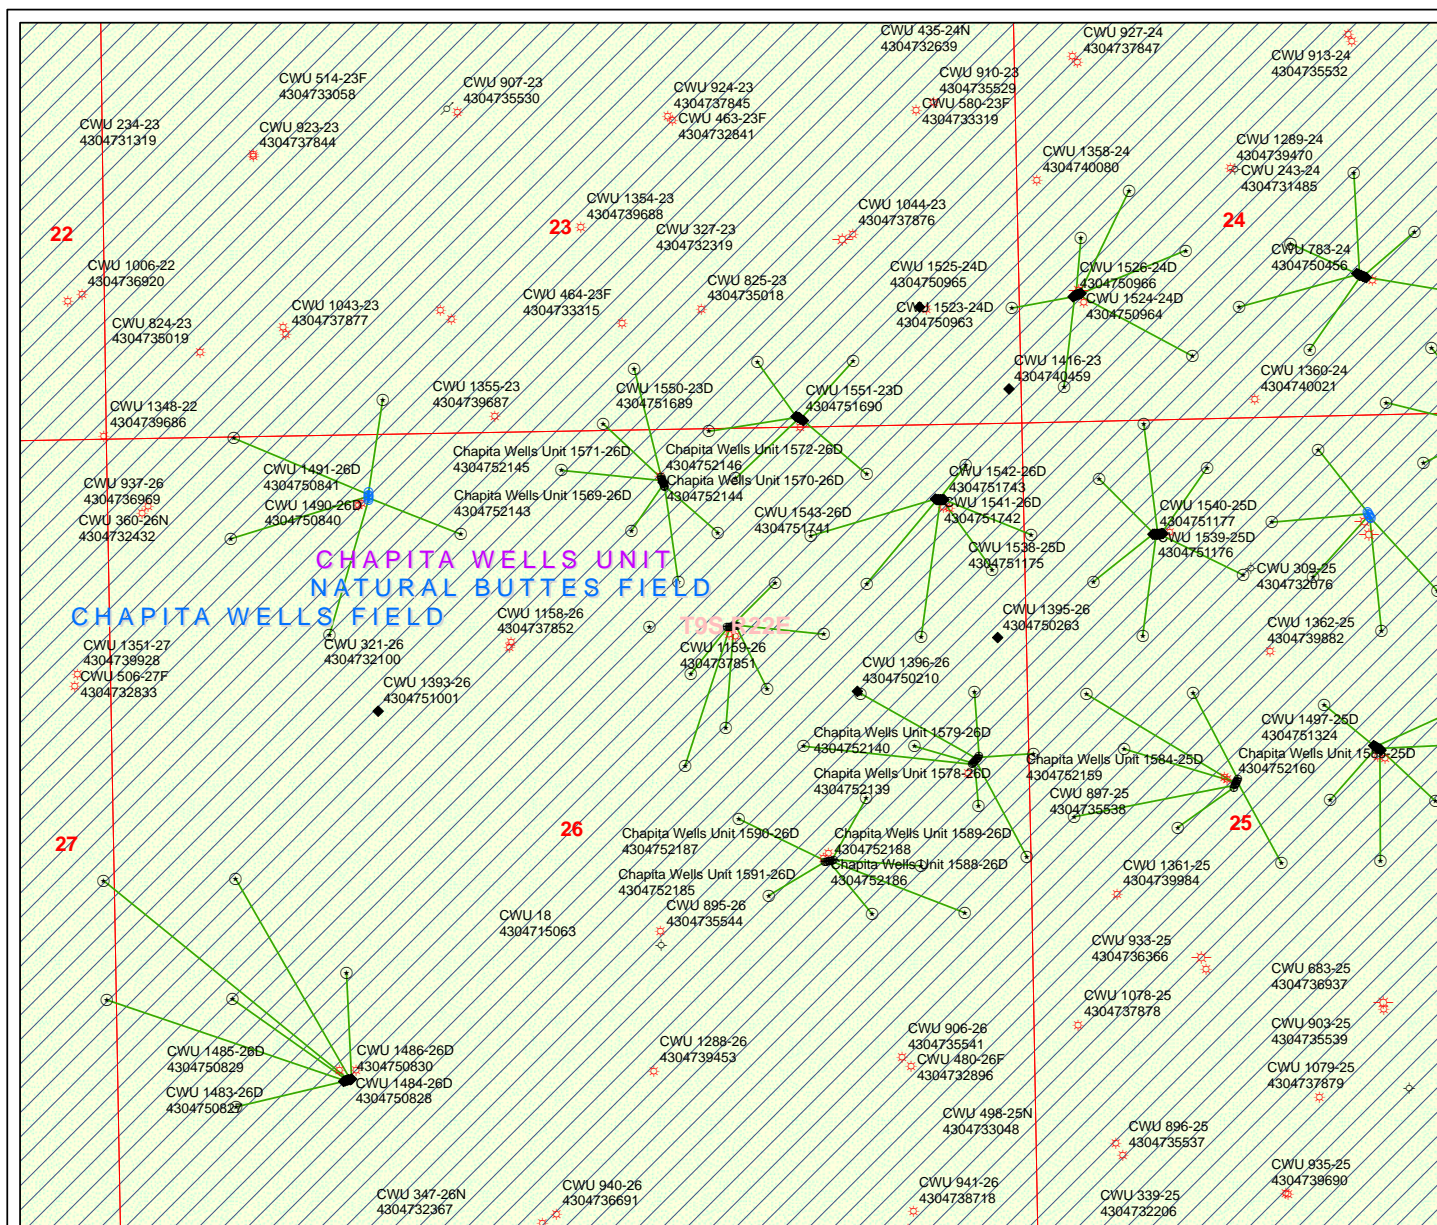 CWU 435-24N
4304732639
CWU 927-24
4304737847
CWU 913-24
4304735532
CWU 514-23F
4304733058
CWU 907-23
4304735530
CWU 924-23
4304737845
CWU 463-23F
4304732841
CWU 910-23
4304735529
CWU 580-23F
4304733319
CWU 234-23
4304731319
CWU 923-23
4304737844
CWU 1358-24
4304740080
CWU 1289-24
4304739470
CWU 243-24
4304731485
CWU 1354-23
4304739688
CWU 327-23
4304732319
CWU 1044-23
4304737876
22
23
24
CWU 1006-22
4304736920
CWU 1043-23
4304737877
CWU 824-23
4304735019
CWU 464-23F
4304733315
CWU 825-23
4304735018
CWU 1525-24D
4304750965
CWU 1523-24D
4304750963
CWU 1526-24D
4304750966
CWU 1524-24D
4304750964
CWU 783-24
4304750456
CWU 1416-23
4304740459
CWU 1360-24
4304740021
CWU 1348-22
4304739686
CWU 1355-23
4304739687
CWU 1550-23D
4304751689
CWU 1551-23D
4304751690
Chapita Wells Unit 1571-26D
4304752145
Chapita Wells Unit 1572-26D
4304752146
Chapita Wells Unit 1570-26D
4304752144
Chapita Wells Unit 1569-26D
4304752143
CWU 1491-26D
4304750841
CWU 1490-26D
4304750840
CWU 937-26
4304736969
CWU 360-26N
4304732432
CWU 1543-26D
4304751741
CWU 1542-26D
4304751743
CWU 1541-26D
4304751742
CWU 1538-25D
4304751175
CWU 1540-25D
4304751177
CWU 1539-25D
4304751176
CWU 309-25
4304732076
CHAPITA WELLS UNIT
NATURAL BUTTES FIELD
CHAPITA WELLS FIELD
T9S R22E
CWU 1158-26
4304737852
CWU 1159-26
4304737851
CWU 321-26
4304732100
CWU 1351-27
4304739928
CWU 506-27F
4304732833
CWU 1393-26
4304751001
CWU 1395-26
4304750263
CWU 1396-26
4304750210
CWU 1362-25
4304739882
CWU 1497-25D
4304751324
Chapita Wells Unit 1579-26D
4304752140
Chapita Wells Unit 1578-26D
4304752139
Chapita Wells Unit 1584-25D
4304752159
4304752160
CWU 897-25
4304735538
27
26
25
Chapita Wells Unit 1590-26D
4304752187
Chapita Wells Unit 1589-26D
4304752188
Chapita Wells Unit 1588-26D
4304752186
Chapita Wells Unit 1591-26D
4304752185
CWU 1361-25
4304739984
CWU 18
4304715063
CWU 895-26
4304735544
CWU 933-25
4304736366
CWU 683-25
4304736937
CWU 1078-25
4304737878
CWU 903-25
4304735539
CWU 1485-26D
4304750829
CWU 1486-26D
4304750830
CWU 1484-26D
4304750828
CWU 1483-26D
4304750827
CWU 1288-26
4304739453
CWU 906-26
4304735541
CWU 480-26F
4304732896
CWU 1079-25
4304737879
CWU 498-25N
4304733048
CWU 896-25
4304735537
CWU 347-26N
4304732367
CWU 940-26
4304736691
CWU 941-26
4304738718
CWU 339-25
4304732206
CWU 935-25
4304739690